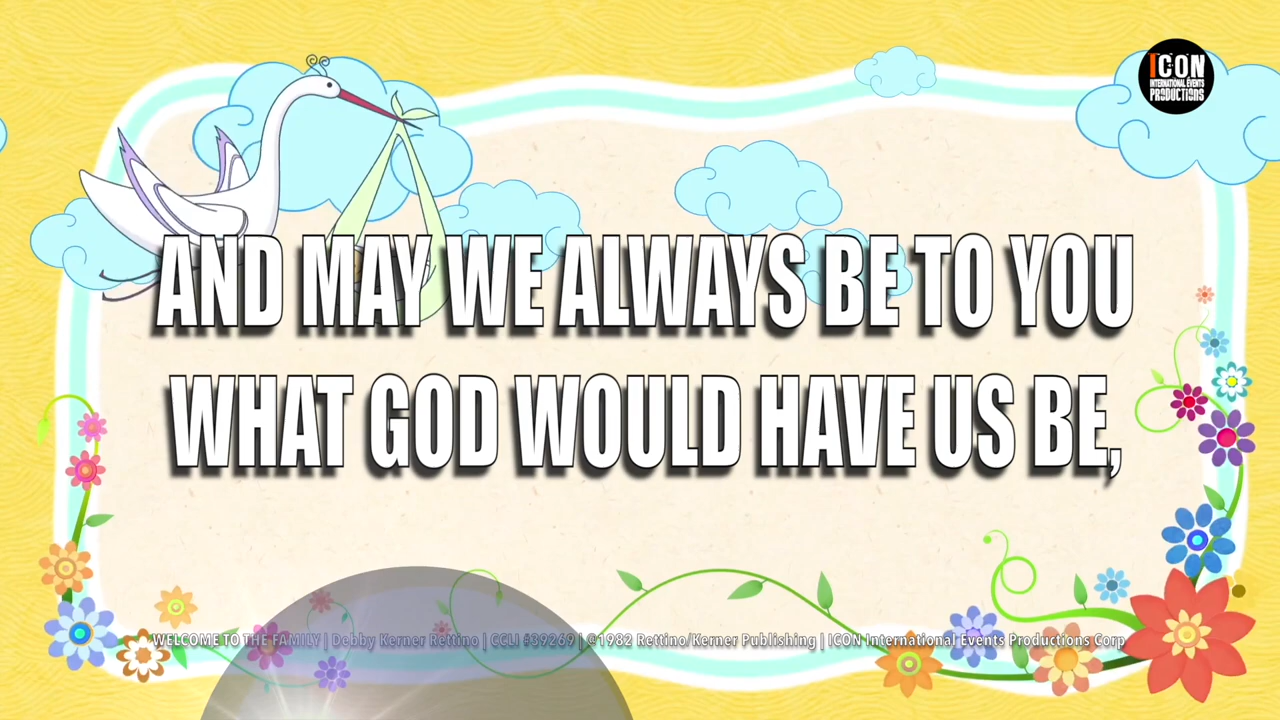 ICON
INTERNATIONAL EVENTS
PRODUCTIONS
AND MAY WE ALWAYS BE TO YOU
WHAT GOD WOULD HAVE US BE,
WELCOME TO THE FAMILY | Debby Kerner Rettino | CCLI #39269 | ©1982 Rettino/Kerner Publishing | ICON International Events Productions Corp